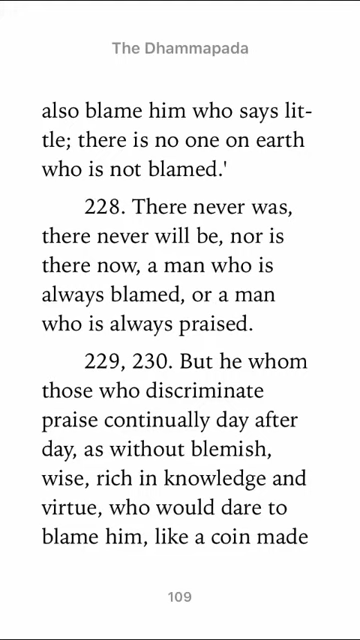 The Dhammapada
also blame him who says lit-
tle; there is no one on earth
who is not blamed.'
228. There never was,
there never will be, nor is
there now, a man who is
always blamed, or a man
who is always praised.
229, 230. But he whom
those who discriminate
praise continually day after
day, as without blemish,
wise, rich in knowledge and
virtue, who would dare to
blame him, like a coin made
109